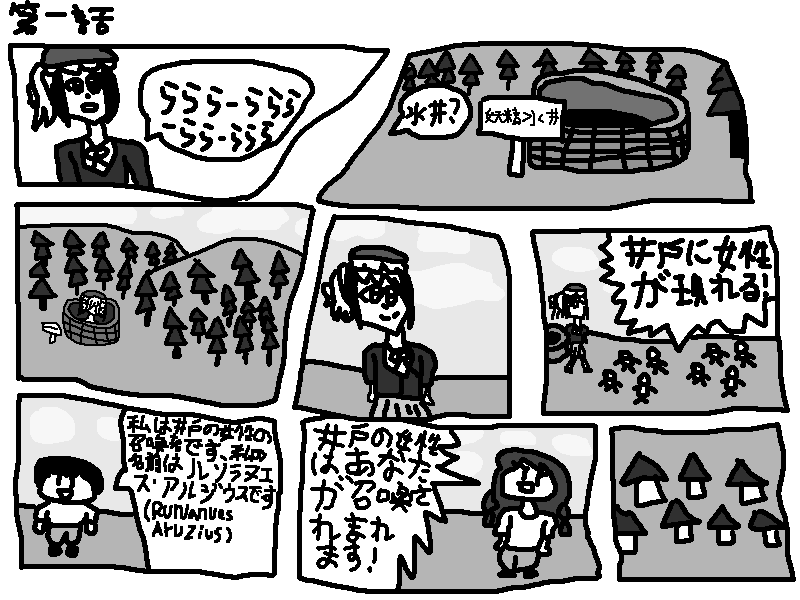 第一話
らららーららら
ーららら-ららら
水井?
妖精氷井
井戸に女性
が現れる!
私は井戸の女性の
召喚者です、私の
名前はルソラヌエ
ス・アルジウスです
(Runanues
Aruzius)
井戸の女性
はあなた
が召喚さ
れまれ
ます!